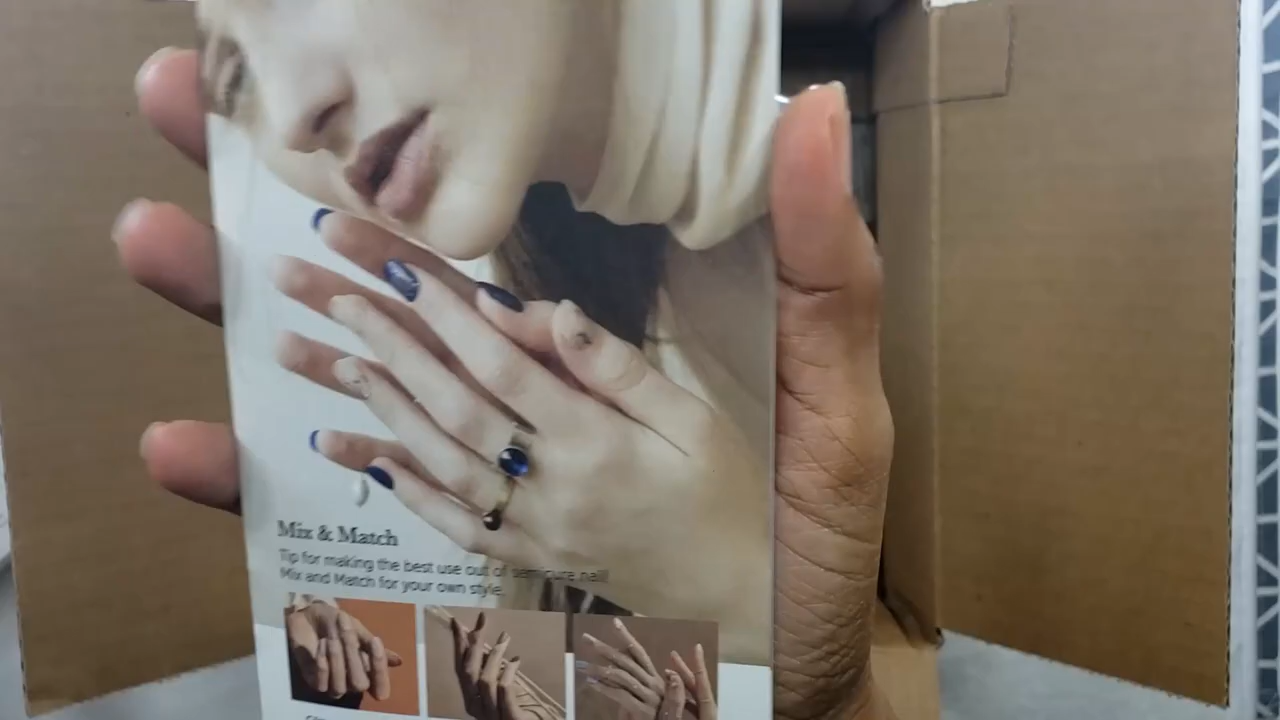 Mix & Match
Tip for making the best use out of semicure nail!
Mix and Match for your own style.